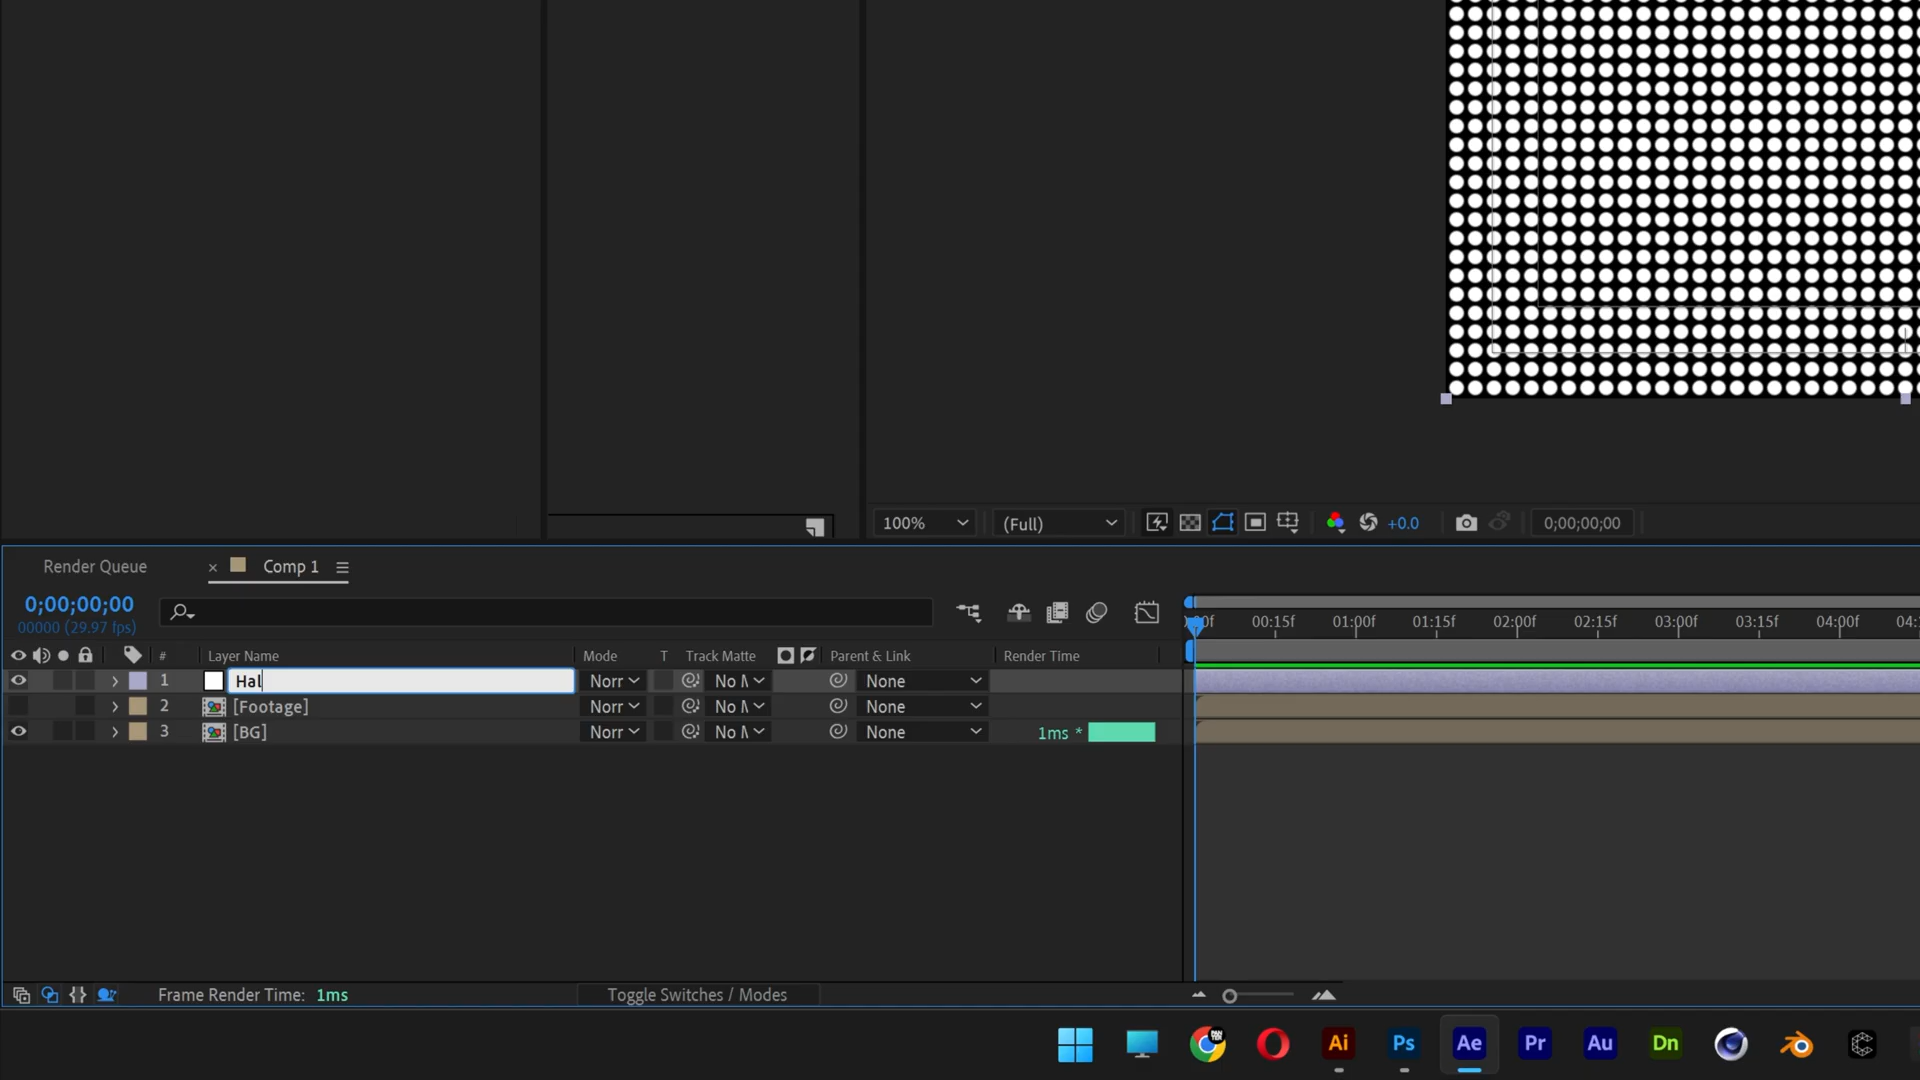 100% (Full) +0.0 0;00;00;00
Render Queue × Comp 1
0;00;00;00
00000 (29.97 fps)
00f 00:15f 01:00f 01:15f 02:00f 02:15f 03:00f 03:15f 04:00f 04:
# Layer Name Mode T Track Matte Parent & Link Render Time
1 Hal Norr No M None
2 [Footage] Norr No M None
3 [BG] Norr No M None 1ms *
Frame Render Time: 1ms Toggle Switches / Modes
Ai Ps Ae Pr Au Dn